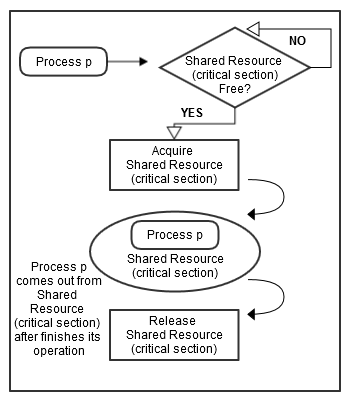 Process p
Shared Resource
(critical section)
Free?
NO
YES
Acquire
Shared Resource
(critical section)
Process p
Shared Resource
(critical section)
Process p
comes out from
Shared
Resource
(critical section)
after finishes its
operation
Release
Shared Resource
(critical section)